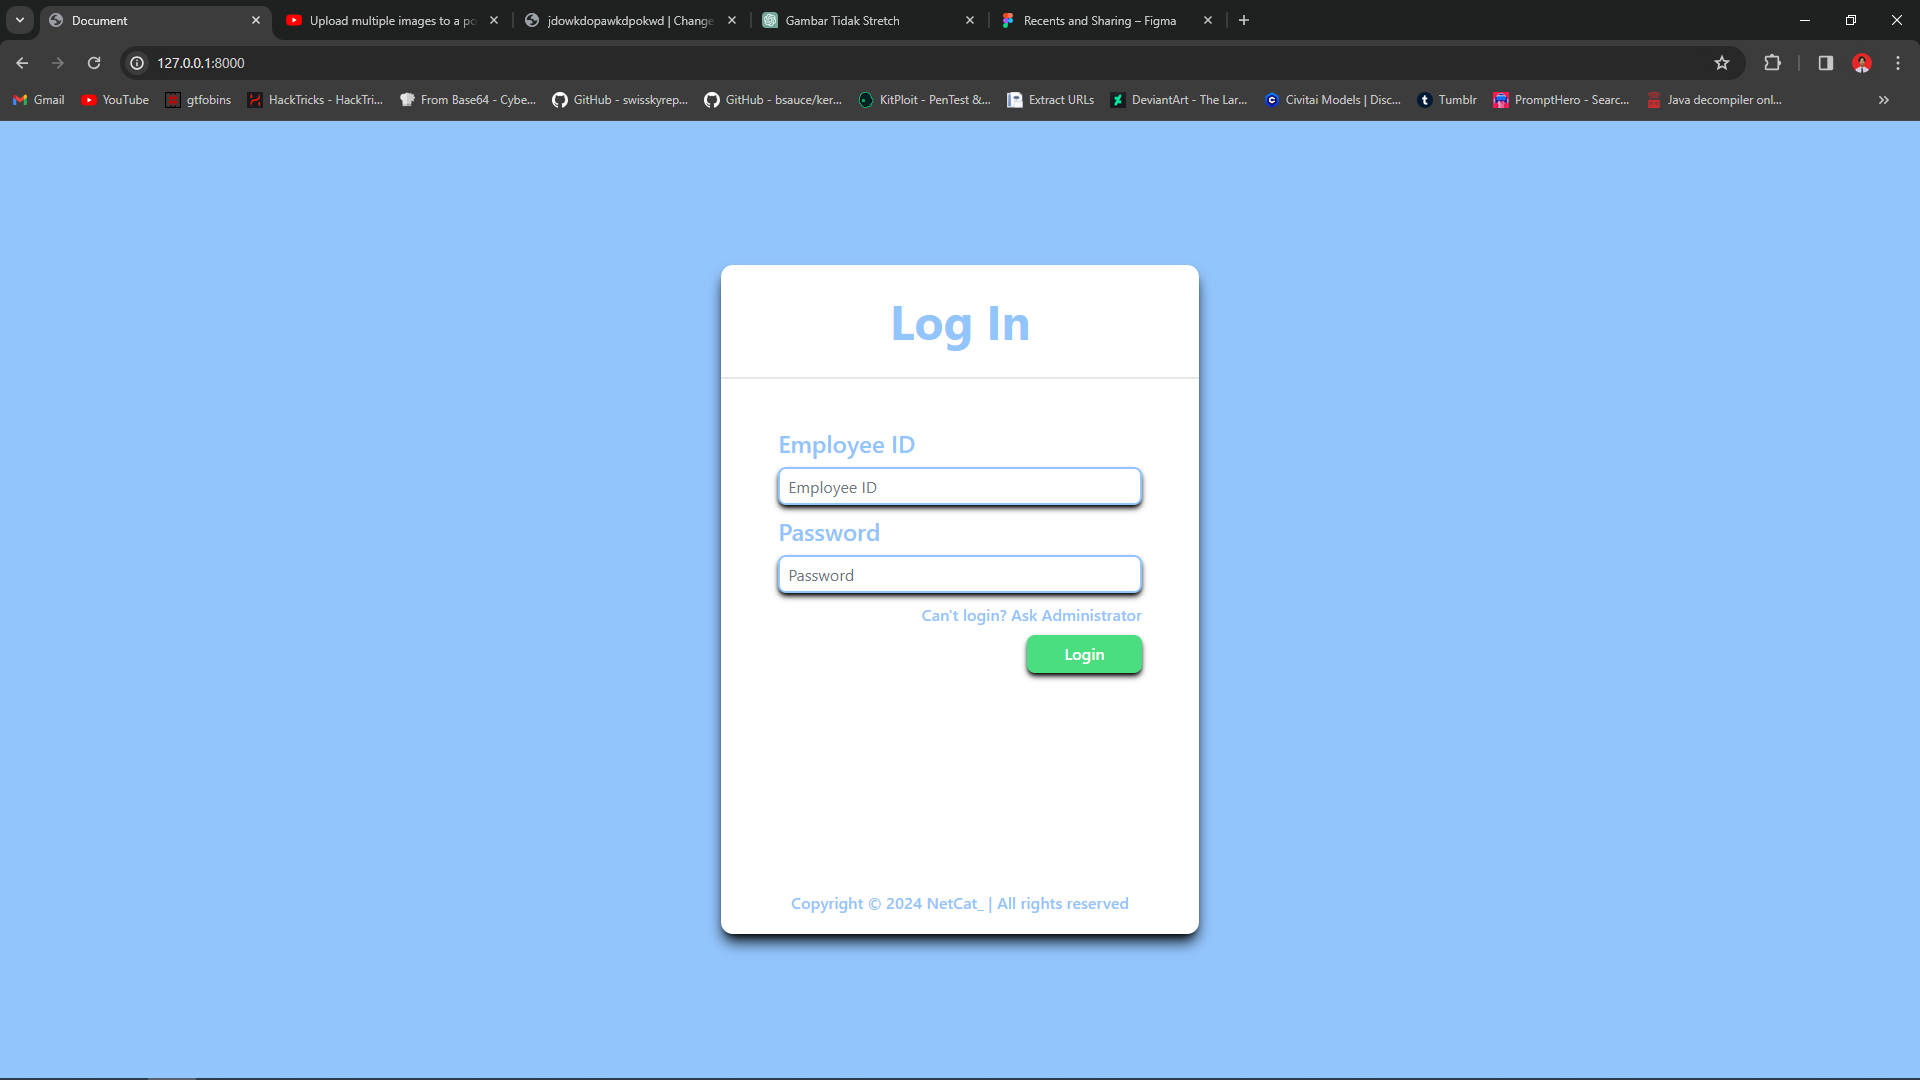 Document
Upload multiple images to a po
jdowkdopawkdpokwd | Change
Gambar Tidak Stretch
Recents and Sharing – Figma
127.0.0.1:8000
Gmail
YouTube
gtfobins
HackTricks - HackTri...
From Base64 - Cybe...
GitHub - swisskyrep...
GitHub - bsauce/ker...
KitPloit - PenTest &...
Extract URLs
DeviantArt - The Lar...
Civitai Models | Disc...
Tumblr
PromptHero - Searc...
Java decompiler onl...
Log In
Employee ID
Employee ID
Password
Password
Can't login? Ask Administrator
Login
Copyright © 2024 NetCat_ | All rights reserved